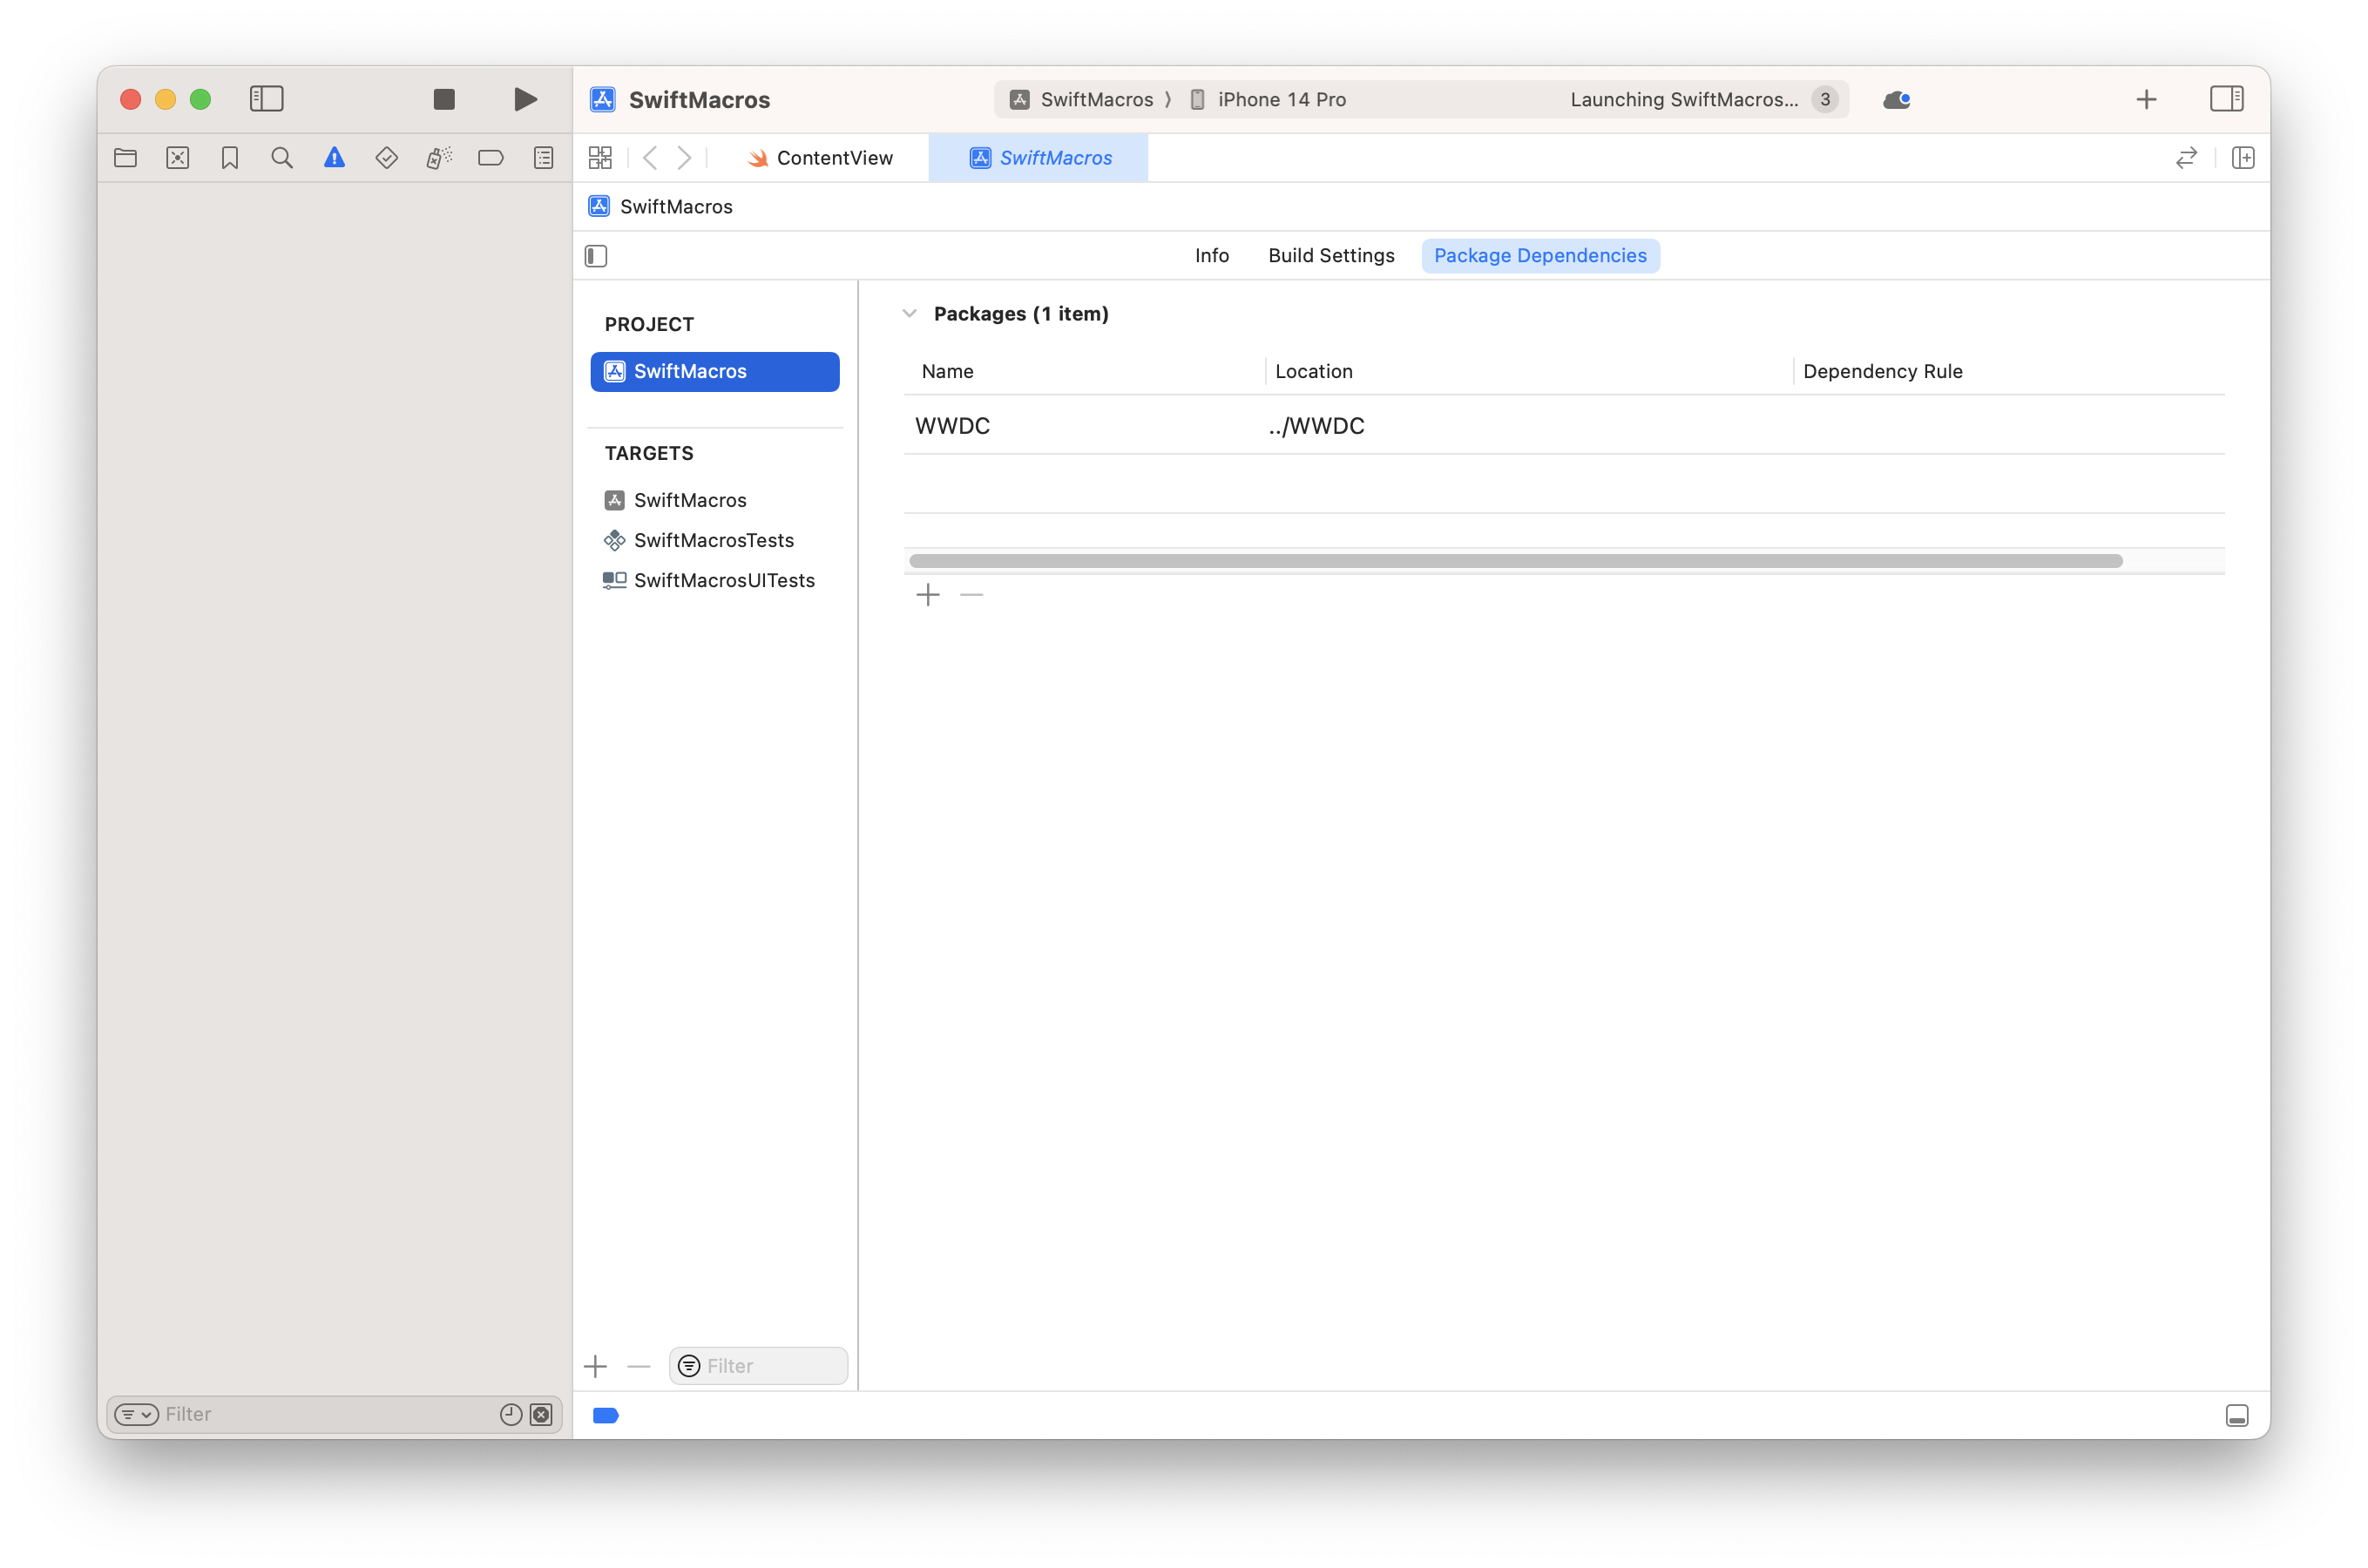 SwiftMacros
SwiftMacros ⟩ iPhone 14 Pro
Launching SwiftMacros... 3
ContentView
SwiftMacros
SwiftMacros
Info Build Settings Package Dependencies
PROJECT
SwiftMacros
TARGETS
SwiftMacros
SwiftMacrosTests
SwiftMacrosUITests
Packages (1 item)
Name Location Dependency Rule
WWDC ../WWDC
Filter
Filter